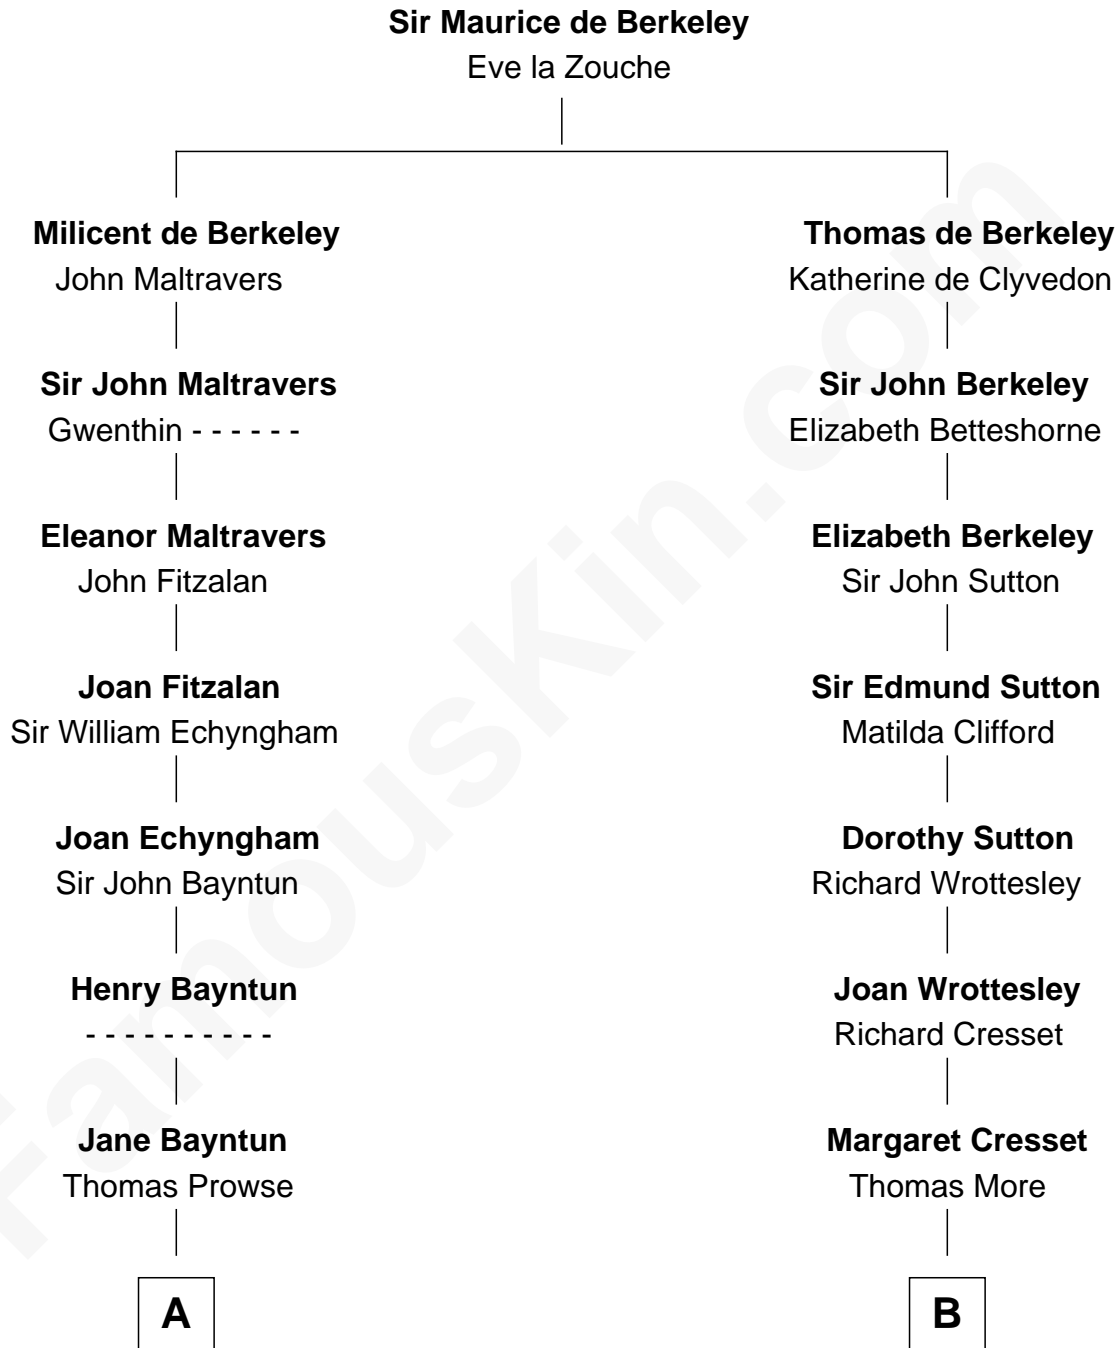 Sir Maurice de Berkeley
Eve la Zouche
Milicent de Berkeley
John Maltravers
Sir John Maltravers
Gwenthin - - - - - -
Eleanor Maltravers
John Fitzalan
Joan Fitzalan
Sir William Echyngham
Joan Echyngham
Sir John Bayntun
Henry Bayntun
- - - - - - - - - -
Jane Bayntun
Thomas Prowse
A
Thomas de Berkeley
Katherine de Clyvedon
Sir John Berkeley
Elizabeth Betteshorne
Elizabeth Berkeley
Sir John Sutton
Sir Edmund Sutton
Matilda Clifford
Dorothy Sutton
Richard Wrottesley
Joan Wrottesley
Richard Cresset
Margaret Cresset
Thomas More
B
FamousKin.com